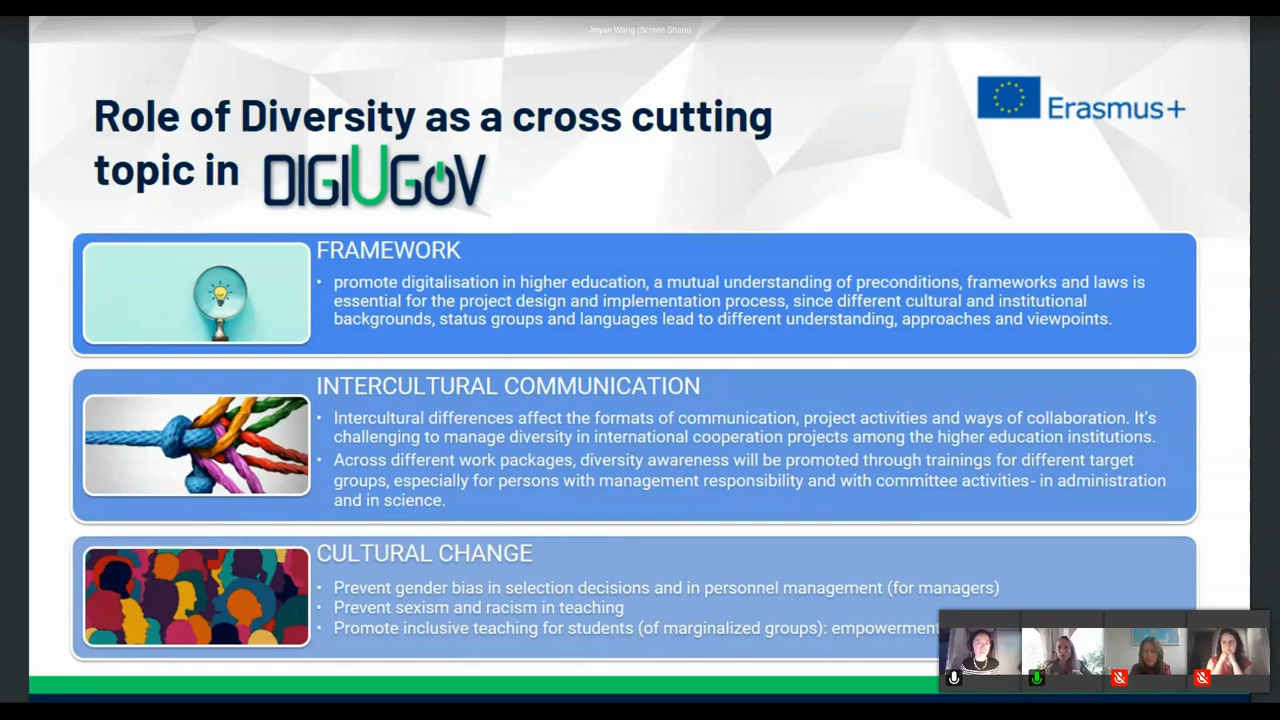 Jinyan Wang (Screen Share)
Role of Diversity as a cross cutting
topic in DIGIUGOV
Erasmus+
FRAMEWORK
• promote digitalisation in higher education, a mutual understanding of preconditions, frameworks and laws is
essential for the project design and implementation process, since different cultural and institutional
backgrounds, status groups and languages lead to different understanding, approaches and viewpoints.
INTERCULTURAL COMMUNICATION
• Intercultural differences affect the formats of communication, project activities and ways of collaboration. It's
challenging to manage diversity in international cooperation projects among the higher education institutions.
• Across different work packages, diversity awareness will be promoted through trainings for different target
groups, especially for persons with management responsibility and with committee activities- in administration
and in science.
CULTURAL CHANGE
• Prevent gender bias in selection decisions and in personnel management (for managers)
• Prevent sexism and racism in teaching
• Promote inclusive teaching for students (of marginalized groups): empowerment